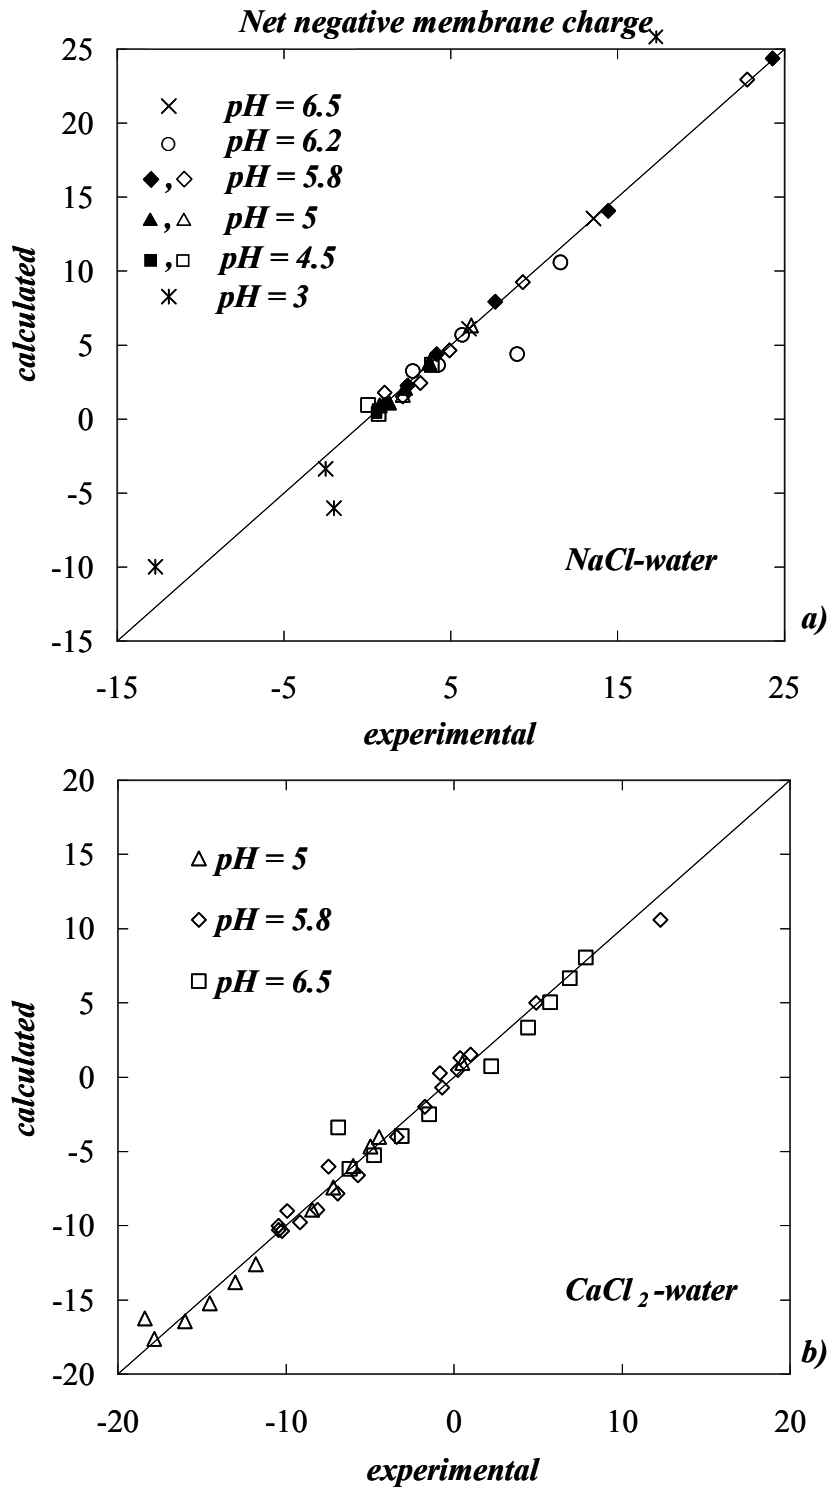 Net negative membrane charge
25
20
15
10
5
0
-5
-10
-15
calculated
pH = 6.5
pH = 6.2
, pH = 5.8
, pH = 5
, pH = 4.5
pH = 3
NaCl-water
a)
-15 -5 5 15 25
experimental
20
15
10
5
0
-5
-10
-15
-20
calculated
pH = 5
pH = 5.8
pH = 6.5
CaCl 2 -water
b)
-20 -10 0 10 20
experimental